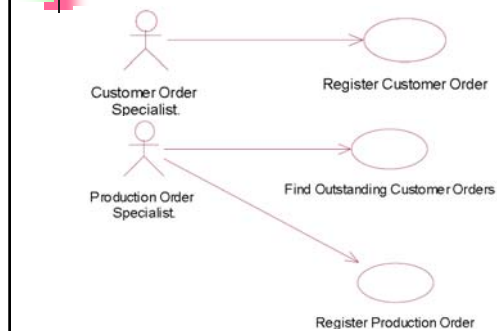 Customer Order
Specialist.
Register Customer Order
Production Order
Specialist.
Find Outstanding Customer Orders
Register Production Order